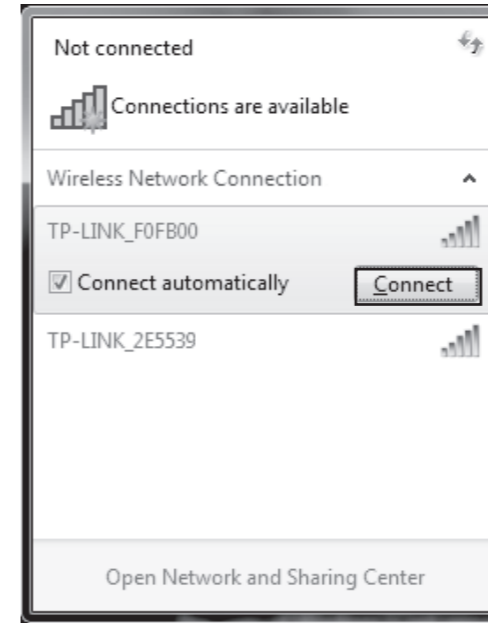 Not connected
Connections are available
Wireless Network Connection
TP-LINK_F0FB00
Connect automatically
Connect
TP-LINK_2E5539
Open Network and Sharing Center